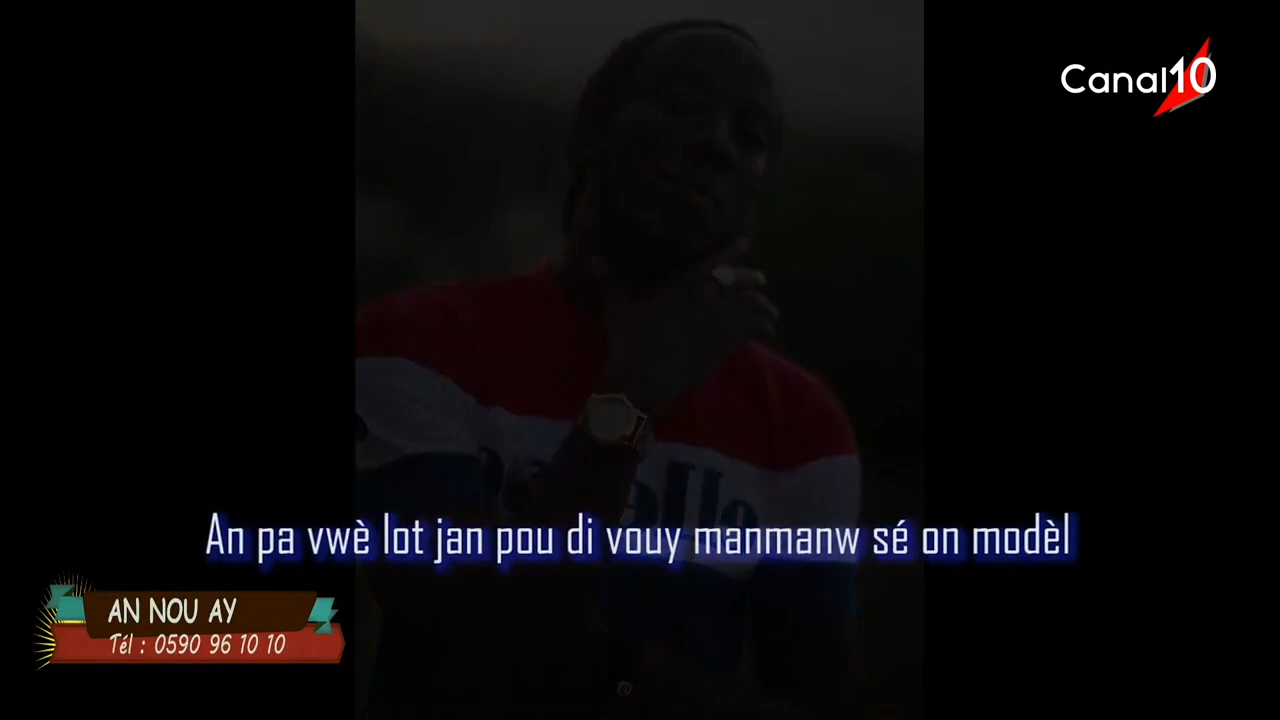 Canal10
An pa vwè lot jan pou di vouy manmanw sé on modèl
AN NOU AY
Tél : 0590 96 10 10